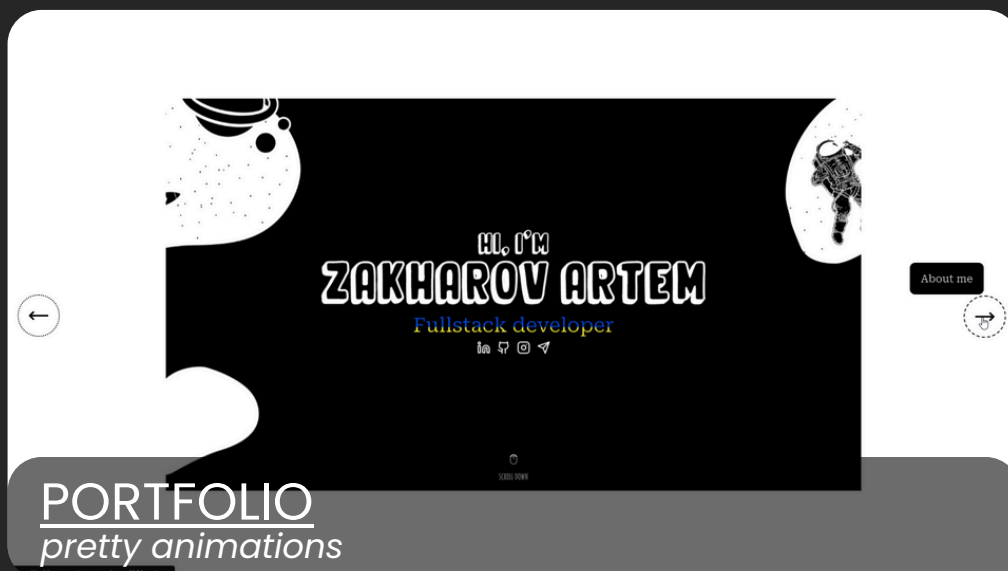 HI, I'M
ZAKHAROV ARTEM
Fullstack developer
About me
SCROLL DOWN
PORTFOLIO
pretty animations